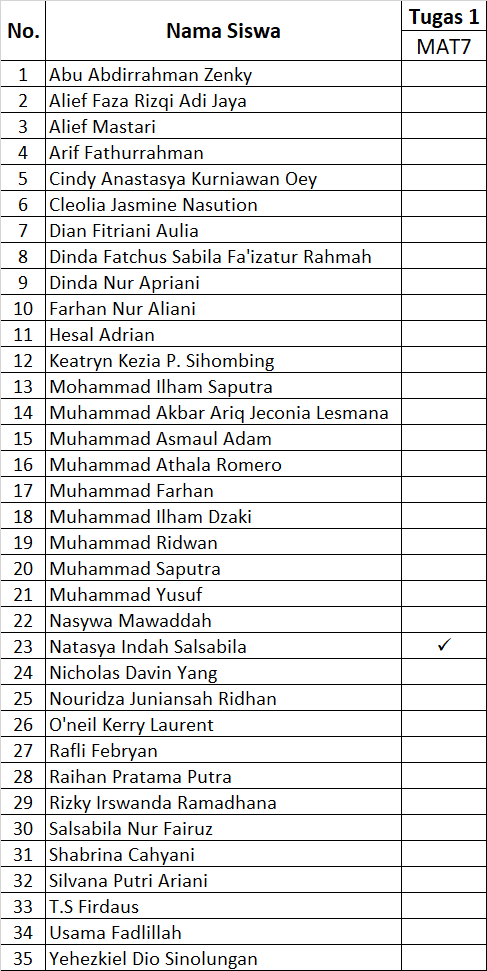 No. Nama Siswa Tugas 1
MAT7
1 Abu Abdirrahman Zenky
2 Alief Faza Rizqi Adi Jaya
3 Alief Mastari
4 Arif Fathurrahman
5 Cindy Anastasya Kurniawan Oey
6 Cleolia Jasmine Nasution
7 Dian Fitriani Aulia
8 Dinda Fatchus Sabila Fa'izatur Rahmah
9 Dinda Nur Apriani
10 Farhan Nur Aliani
11 Hesal Adrian
12 Keatryn Kezia P. Sihombing
13 Mohammad Ilham Saputra
14 Muhammad Akbar Ariq Jeconia Lesmana
15 Muhammad Asmaul Adam
16 Muhammad Athala Romero
17 Muhammad Farhan
18 Muhammad Ilham Dzaki
19 Muhammad Ridwan
20 Muhammad Saputra
21 Muhammad Yusuf
22 Nasywa Mawaddah
23 Natasya Indah Salsabila ✓
24 Nicholas Davin Yang
25 Nouridza Juniansah Ridhan
26 O'neil Kerry Laurent
27 Rafli Febryan
28 Raihan Pratama Putra
29 Rizky Irswanda Ramadhana
30 Salsabila Nur Fairuz
31 Shabrina Cahyani
32 Silvana Putri Ariani
33 T.S Firdaus
34 Usama Fadlillah
35 Yehezkiel Dio Sinolungan